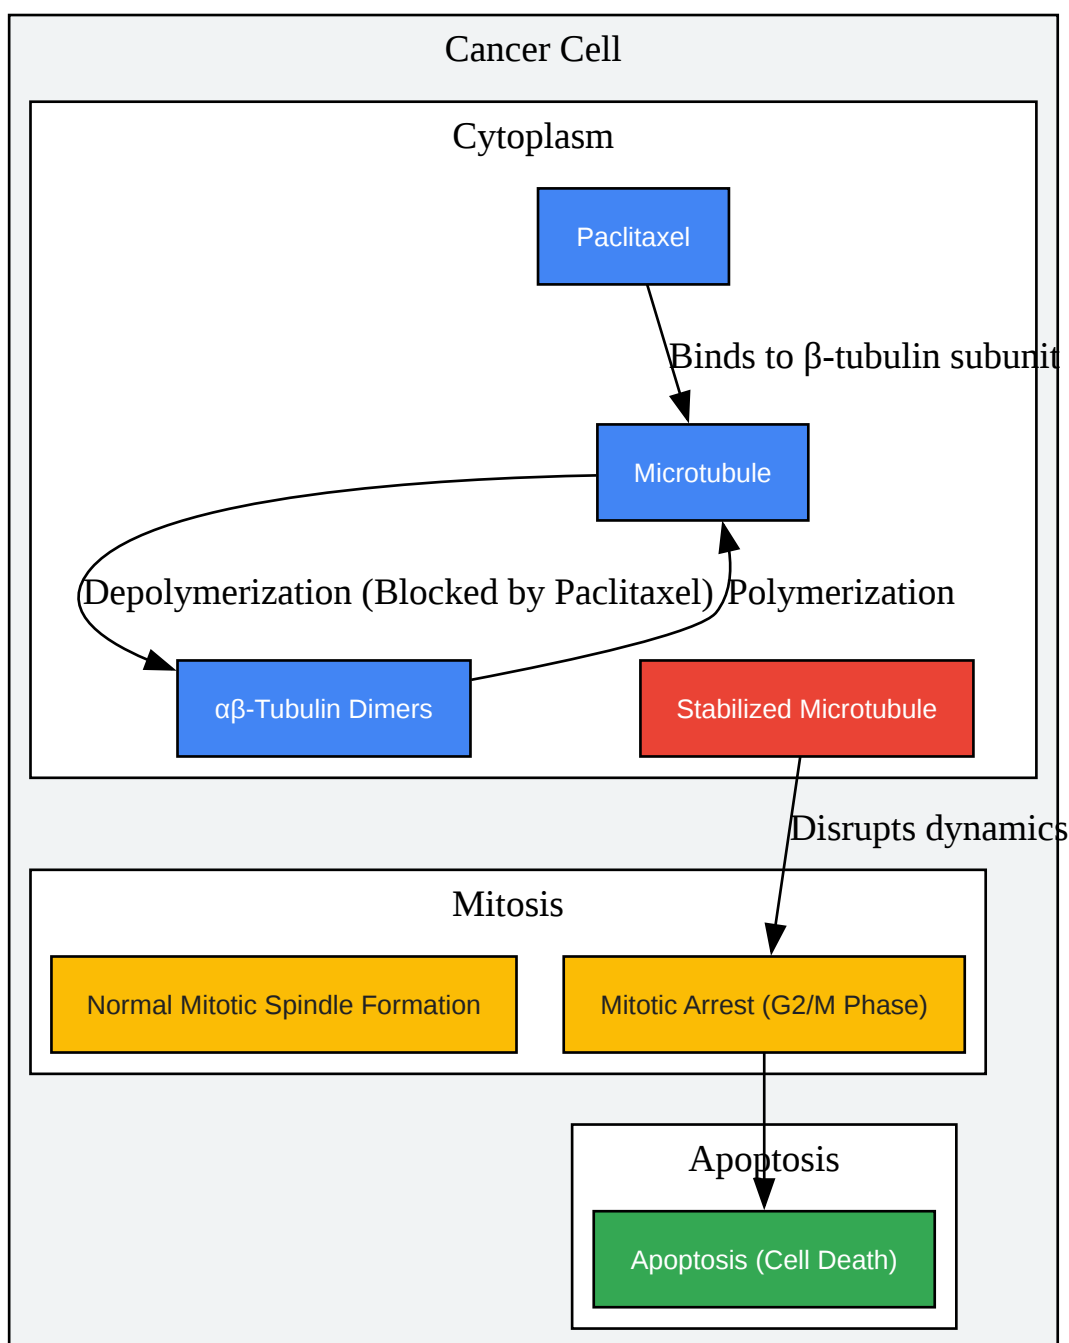 Cancer Cell
Cytoplasm
Paclitaxel
Binds to β-tubulin subunit
Microtubule
Depolymerization (Blocked by Paclitaxel)
Polymerization
αβ-Tubulin Dimers
Stabilized Microtubule
Disrupts dynamics
Mitosis
Normal Mitotic Spindle Formation
Mitotic Arrest (G2/M Phase)
Apoptosis
Apoptosis (Cell Death)